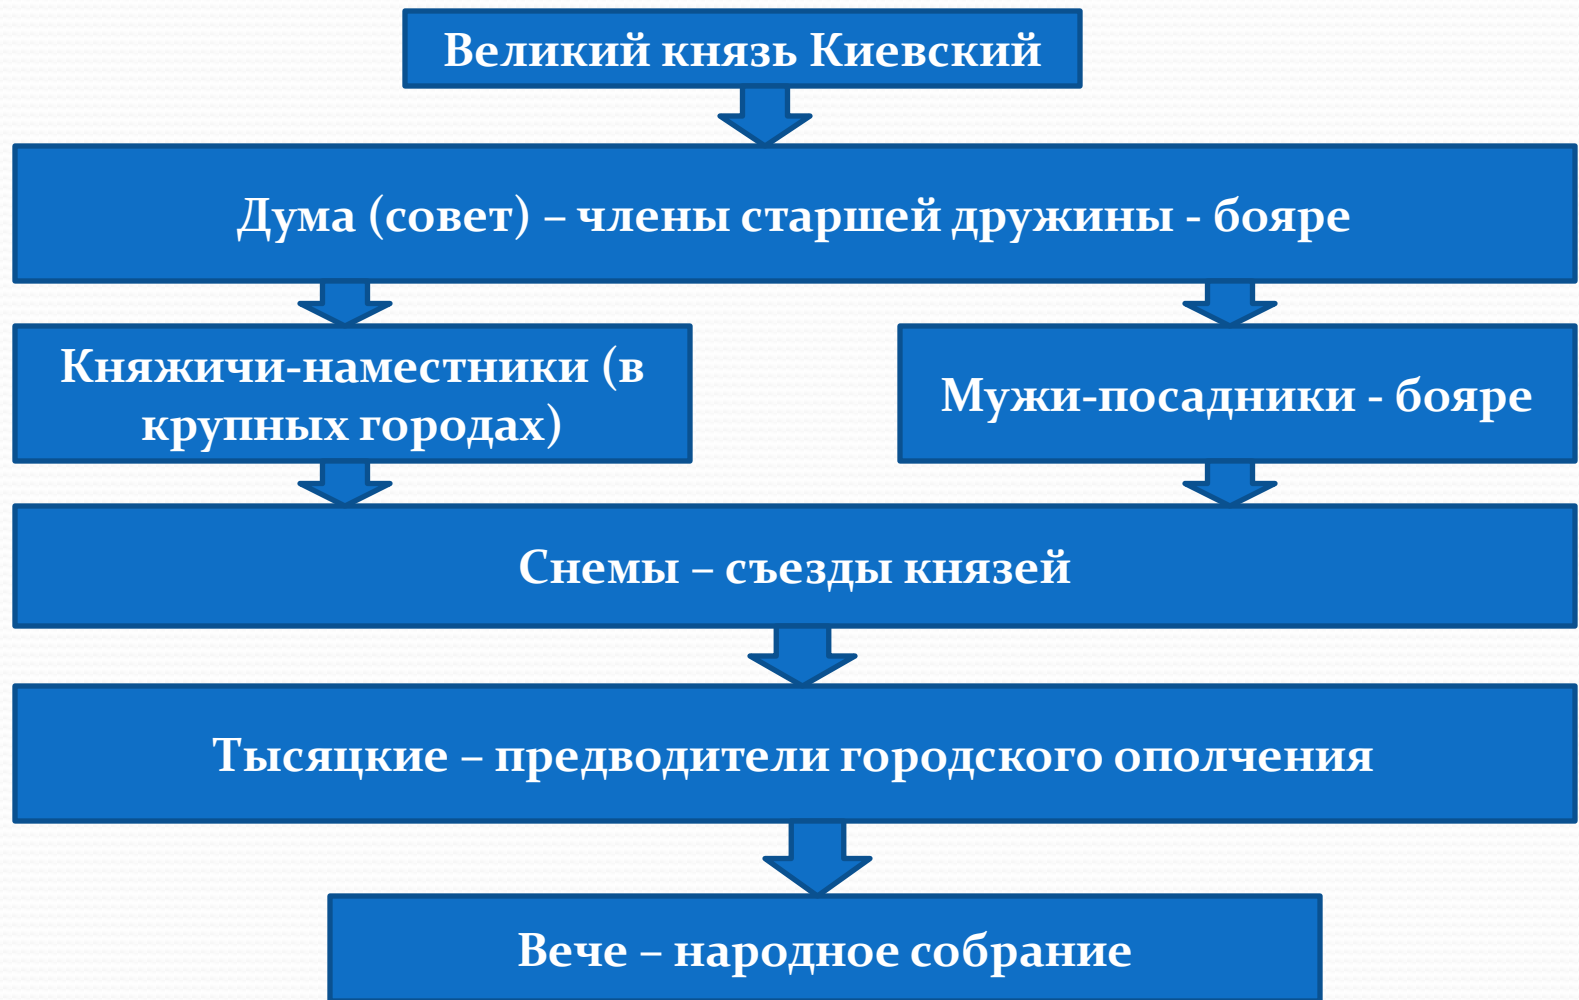 Великий князь Киевский
Дума (совет) – члены старшей дружины - бояре
Княжичи-наместники (в
крупных городах)
Мужи-посадники - бояре
Снемы – съезды князей
Тысяцкие – предводители городского ополчения
Вече – народное собрание